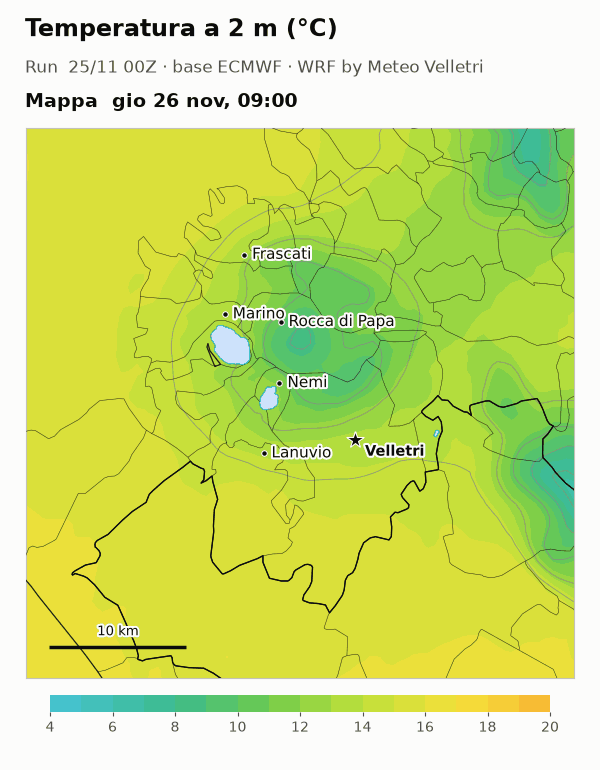 Temperatura a 2 m (°C)
Run  25/11 00Z · base ECMWF · WRF by Meteo Velletri
Mappa  gio 26 nov, 09:00
Frascati
Marino
Rocca di Papa
Nemi
Velletri
Lanuvio
10 km
4 6 8 10 12 14 16 18 20